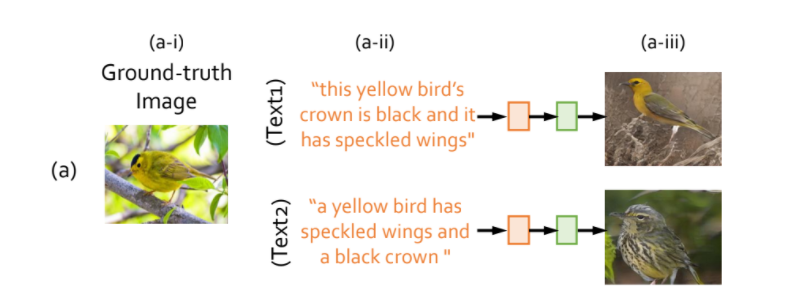 (a-i)
(a-ii)
(a-iii)
Ground-truth
Image
(a)
(Text1)
“this yellow bird’s
crown is black and it
has speckled wings"
(Text2)
“a yellow bird has
speckled wings and
a black crown "